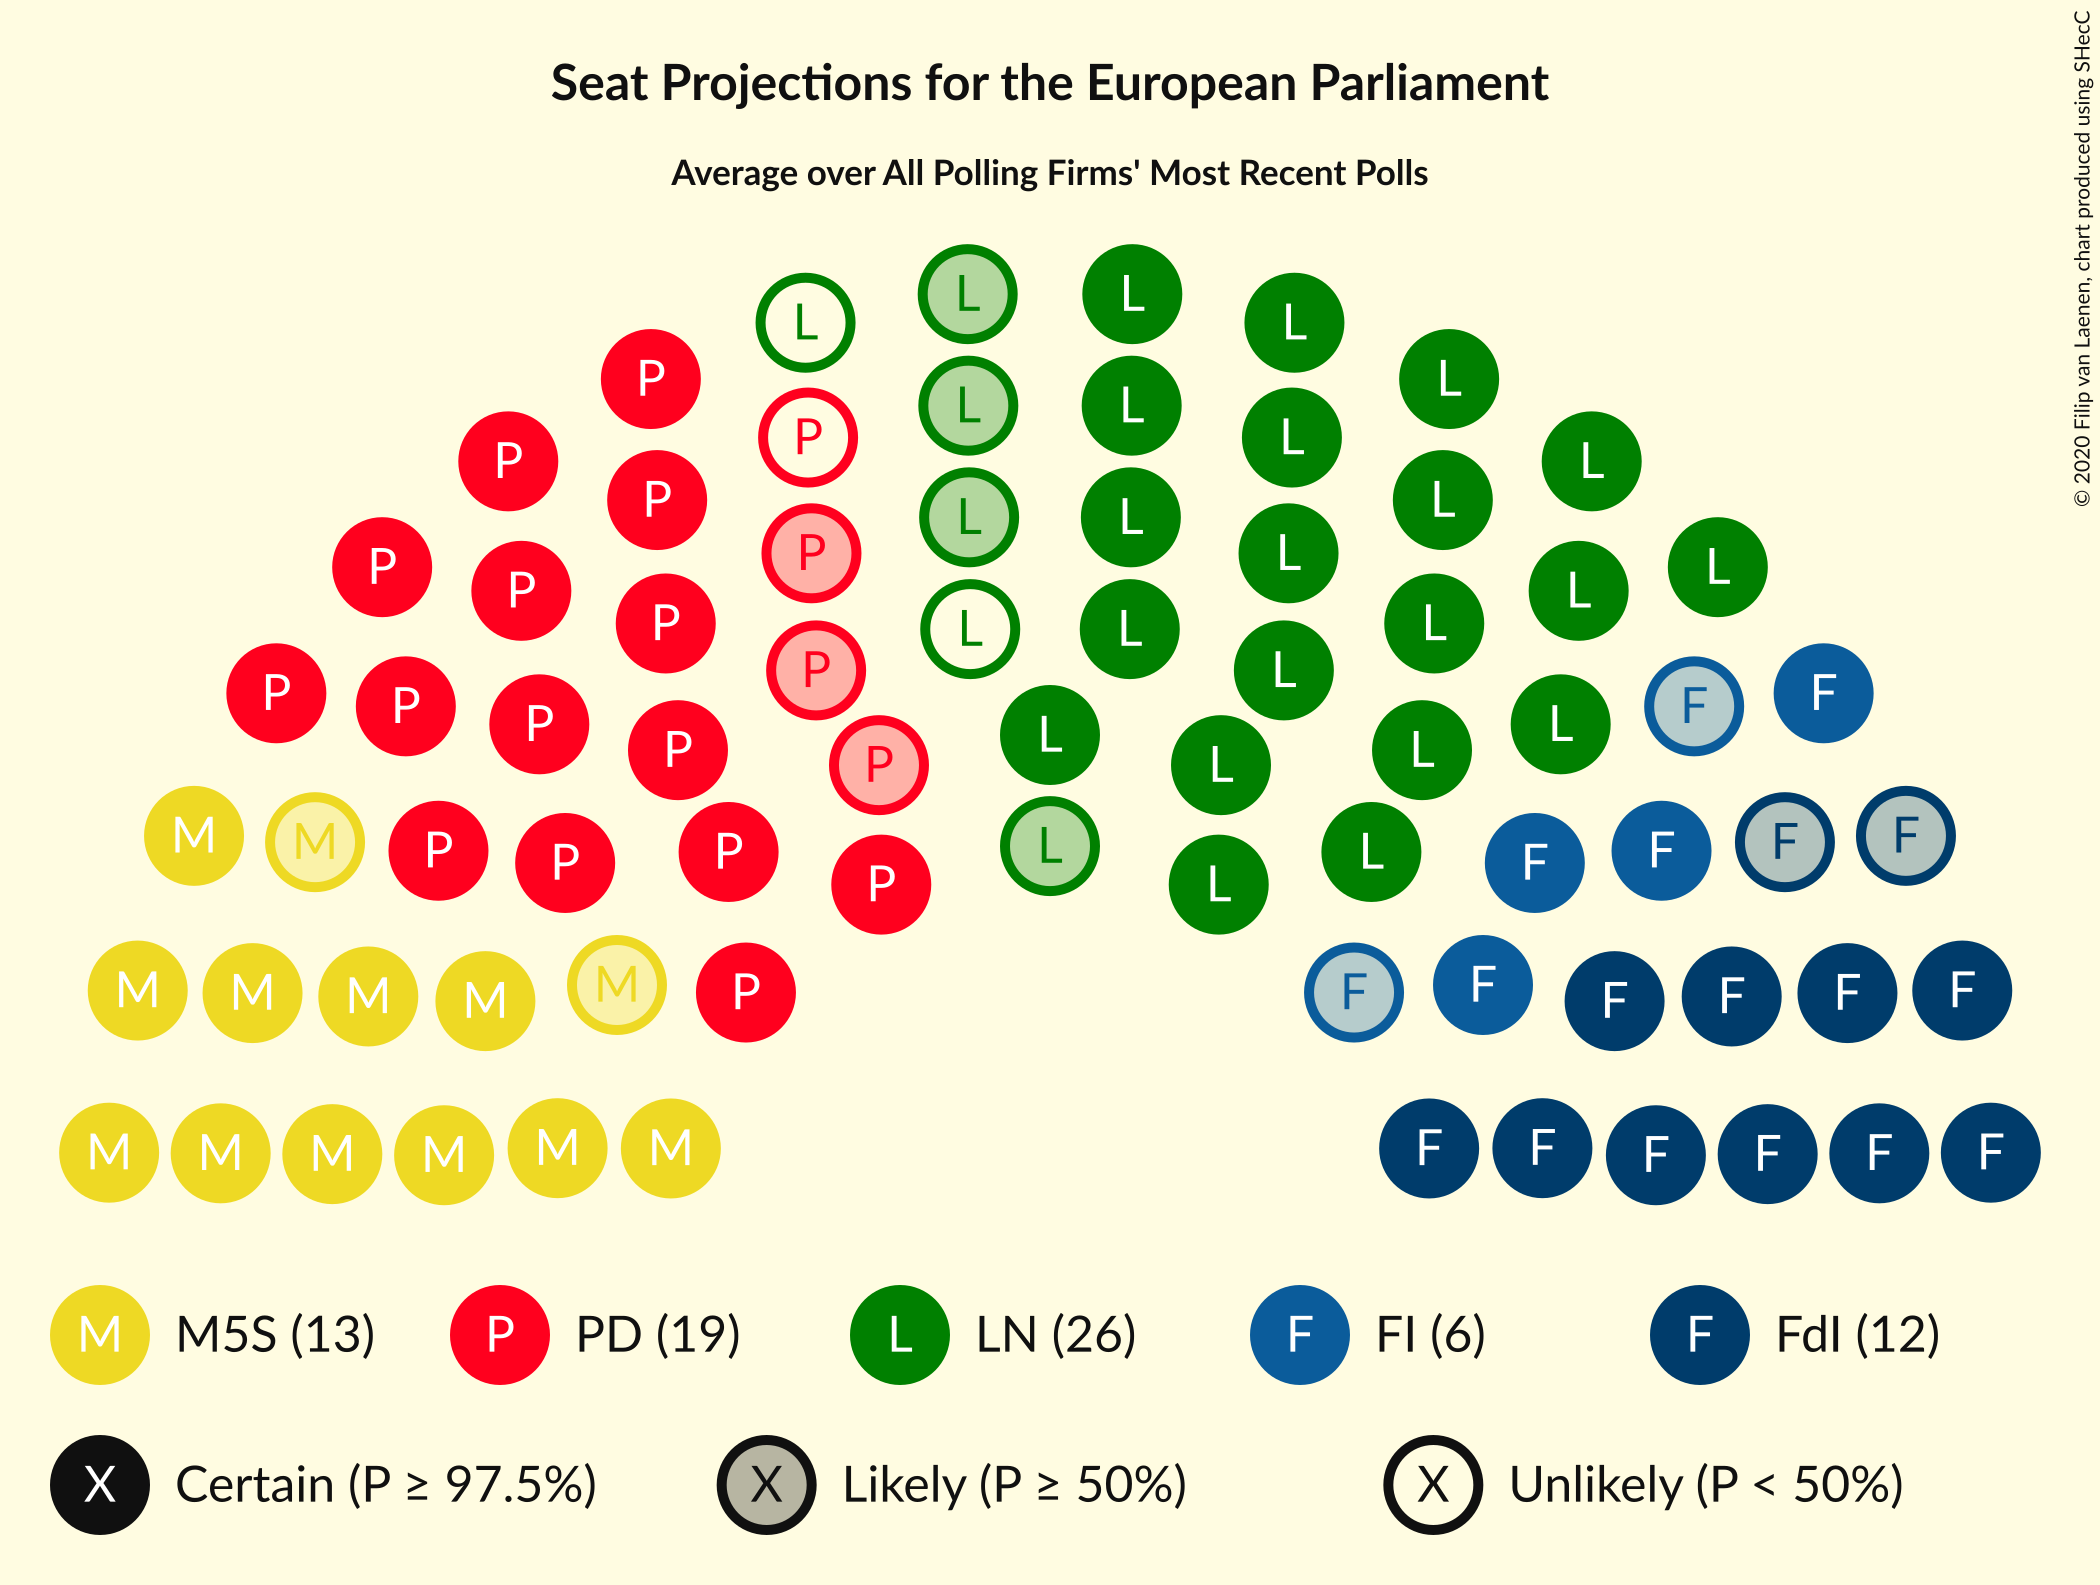 Seat Projections for the European Parliament
Average over All Polling Firms' Most Recent Polls
© 2020 Filip van Laenen, chart produced using SHecC
L L
L L
P L
P L L
P L
P L
L L
P L
P L
P L
P L
P L
L L
P L
P L
P P P P F F
L
P L
M M P P P P L L F F F F
L
P L
M M M M M P F F F F F F
M M M M M M F F F F F F
M M5S (13) P PD (19) L LN (26) F FI (6) F FdI (12)
X Certain (P ≥ 97.5%) X Likely (P ≥ 50%) X Unlikely (P < 50%)